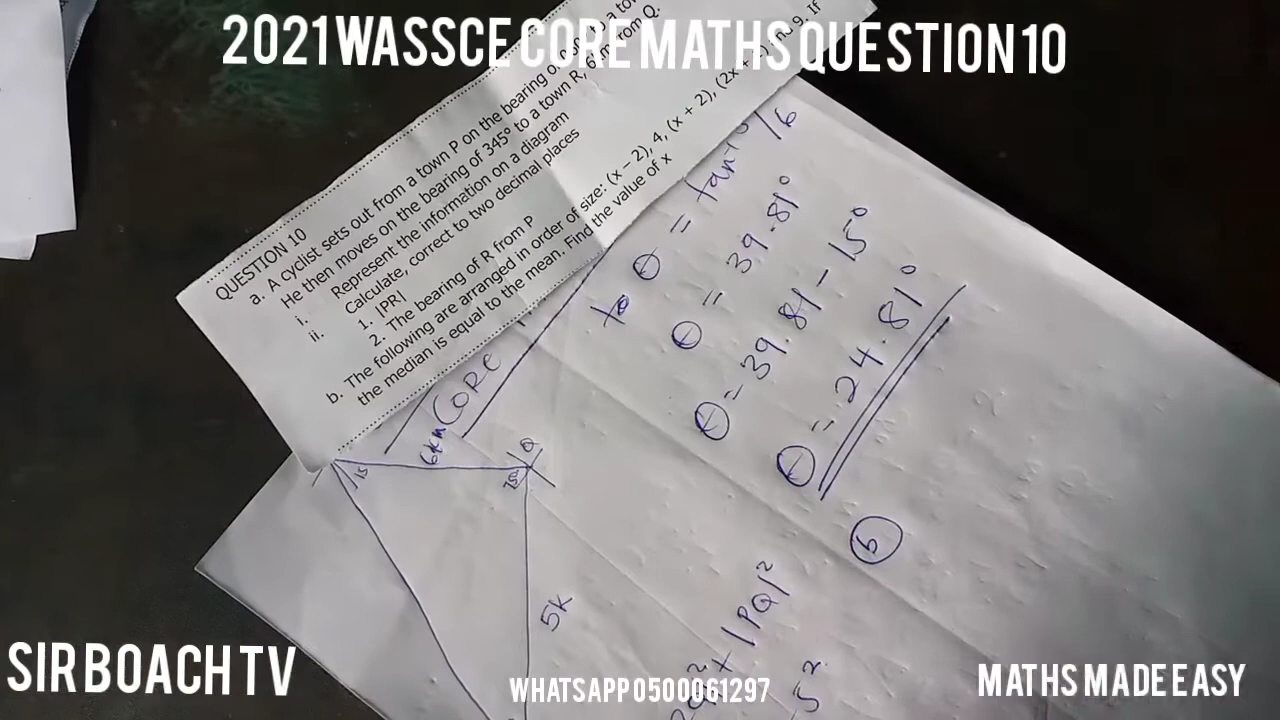 2021 WASSCE CORE MATHS QUESTION 10
QUESTION 10
a. A cyclist sets out from a town P on the bearing
He then moves on the bearing of 345° to a town R, from Q.
i. Represent the information on a diagram
ii. Calculate, correct to two decimal places
1. |PR|
2. The bearing of R from P
b. The following are arranged in order of size: (x − 2), 4, (x + 2), (2x If
the median is equal to the mean. Find the value of x
CORE
6km
Q
15
75°
5K
θ = tan
θ = 39.81°
θ = 39.81 - 15°
θ = 24.81°
b
+ |PQ|²
5²
SIR BOACH TV
WHATSAPP 0500061297
MATHS MADE EASY